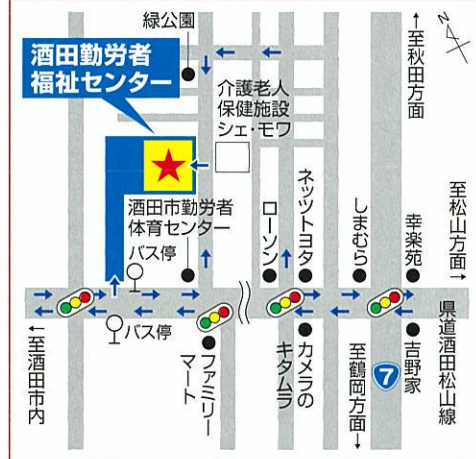 緑公園
↑至秋田方面
N
酒田勤労者
福祉センター
介護老人
保健施設
シェ・モワ
酒田市勤労者
体育センター
バス停
ローソン
ネッツトヨタ
しまむら
幸楽苑
至松山方面→
バス停
ファミリー
マート
カメラの
キタムラ
至鶴岡方面→
7
吉野家
県道酒田松山線
←至酒田市内